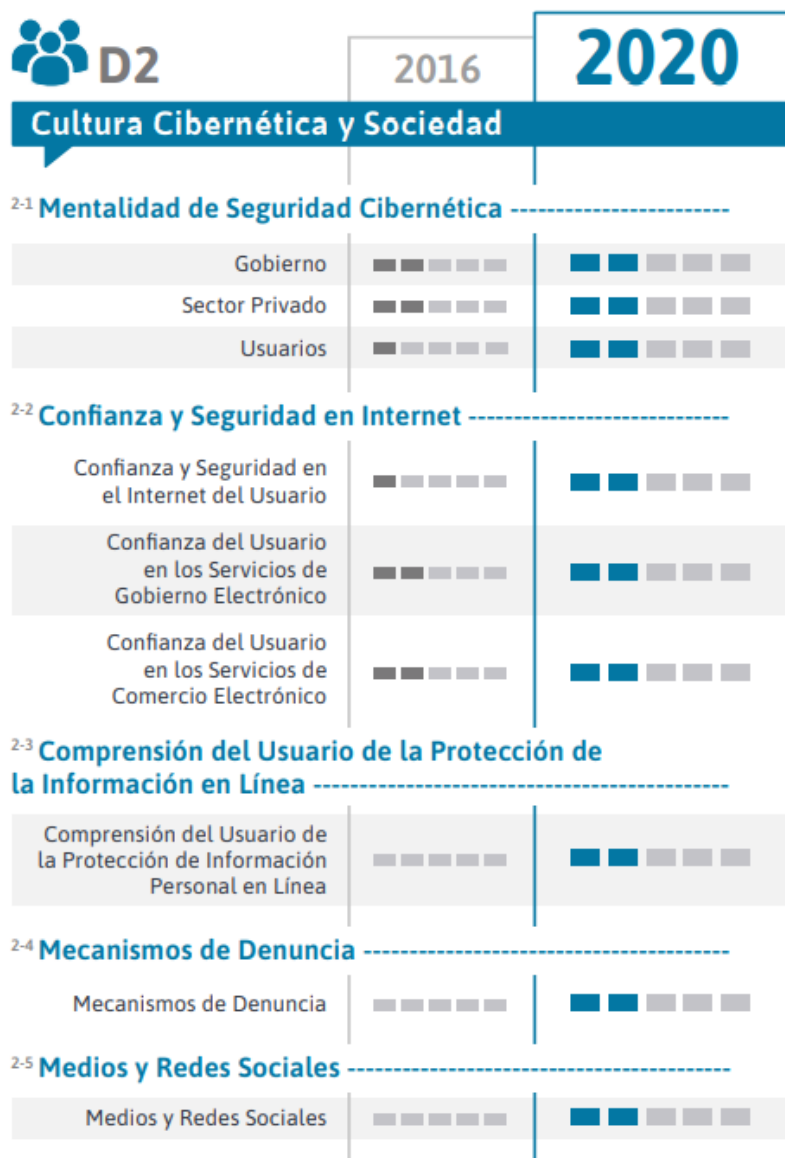 D2
2016
2020
Cultura Cibernética y Sociedad
2-1 Mentalidad de Seguridad Cibernética
Gobierno
Sector Privado
Usuarios
2-2 Confianza y Seguridad en Internet
Confianza y Seguridad en
el Internet del Usuario
Confianza del Usuario
en los Servicios de
Gobierno Electrónico
Confianza del Usuario
en los Servicios de
Comercio Electrónico
2-3 Comprensión del Usuario de la Protección de
la Información en Línea
Comprensión del Usuario de
la Protección de Información
Personal en Línea
2-4 Mecanismos de Denuncia
Mecanismos de Denuncia
2-5 Medios y Redes Sociales
Medios y Redes Sociales